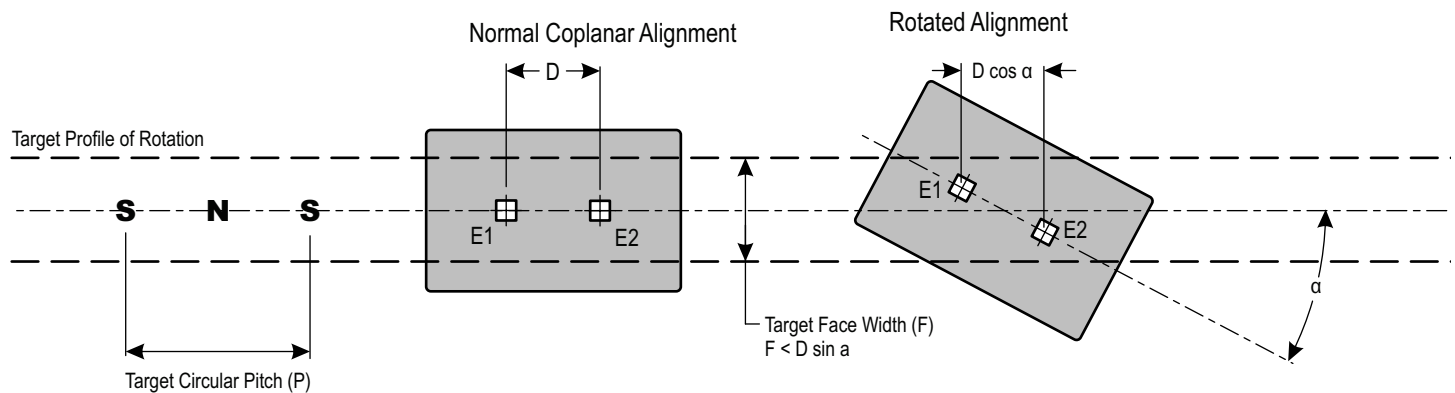 Normal Coplanar Alignment
Rotated Alignment
D
D cos α
Target Profile of Rotation
S N S
E1
E2
E1
E2
α
Target Face Width (F)
F < D sin a
Target Circular Pitch (P)